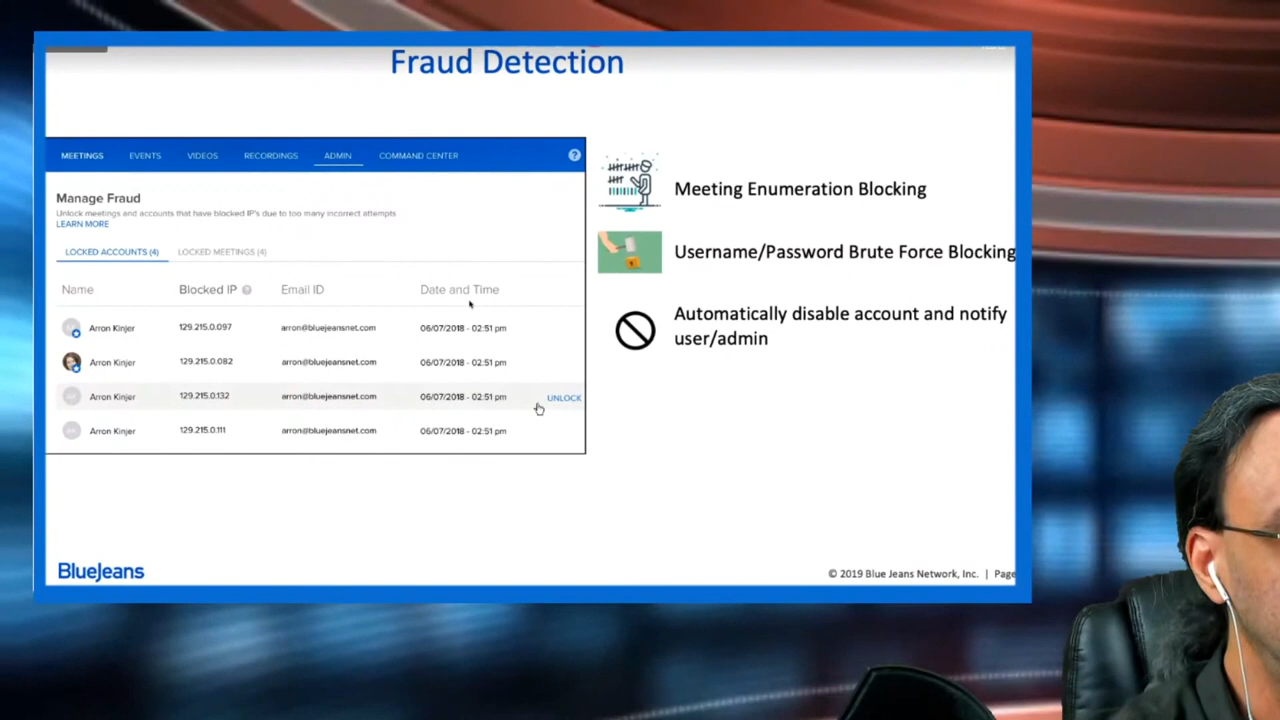 Fraud Detection
MEETINGS EVENTS VIDEOS RECORDINGS ADMIN COMMAND CENTER ?
Manage Fraud
Unlock meetings and accounts that have blocked IP's due to too many incorrect attempts
LEARN MORE
LOCKED ACCOUNTS (4) LOCKED MEETINGS (4)
Name Blocked IP ? Email ID Date and Time
Arron Kinjer 129.215.0.097 arron@bluejeansnet.com 06/07/2018 - 02:51 pm
Arron Kinjer 129.215.0.082 arron@bluejeansnet.com 06/07/2018 - 02:51 pm
Arron Kinjer 129.215.0.132 arron@bluejeansnet.com 06/07/2018 - 02:51 pm UNLOCK
Arron Kinjer 129.215.0.111 arron@bluejeansnet.com 06/07/2018 - 02:51 pm
Meeting Enumeration Blocking
Username/Password Brute Force Blocking
Automatically disable account and notify
user/admin
BlueJeans
© 2019 Blue Jeans Network, Inc. | Page